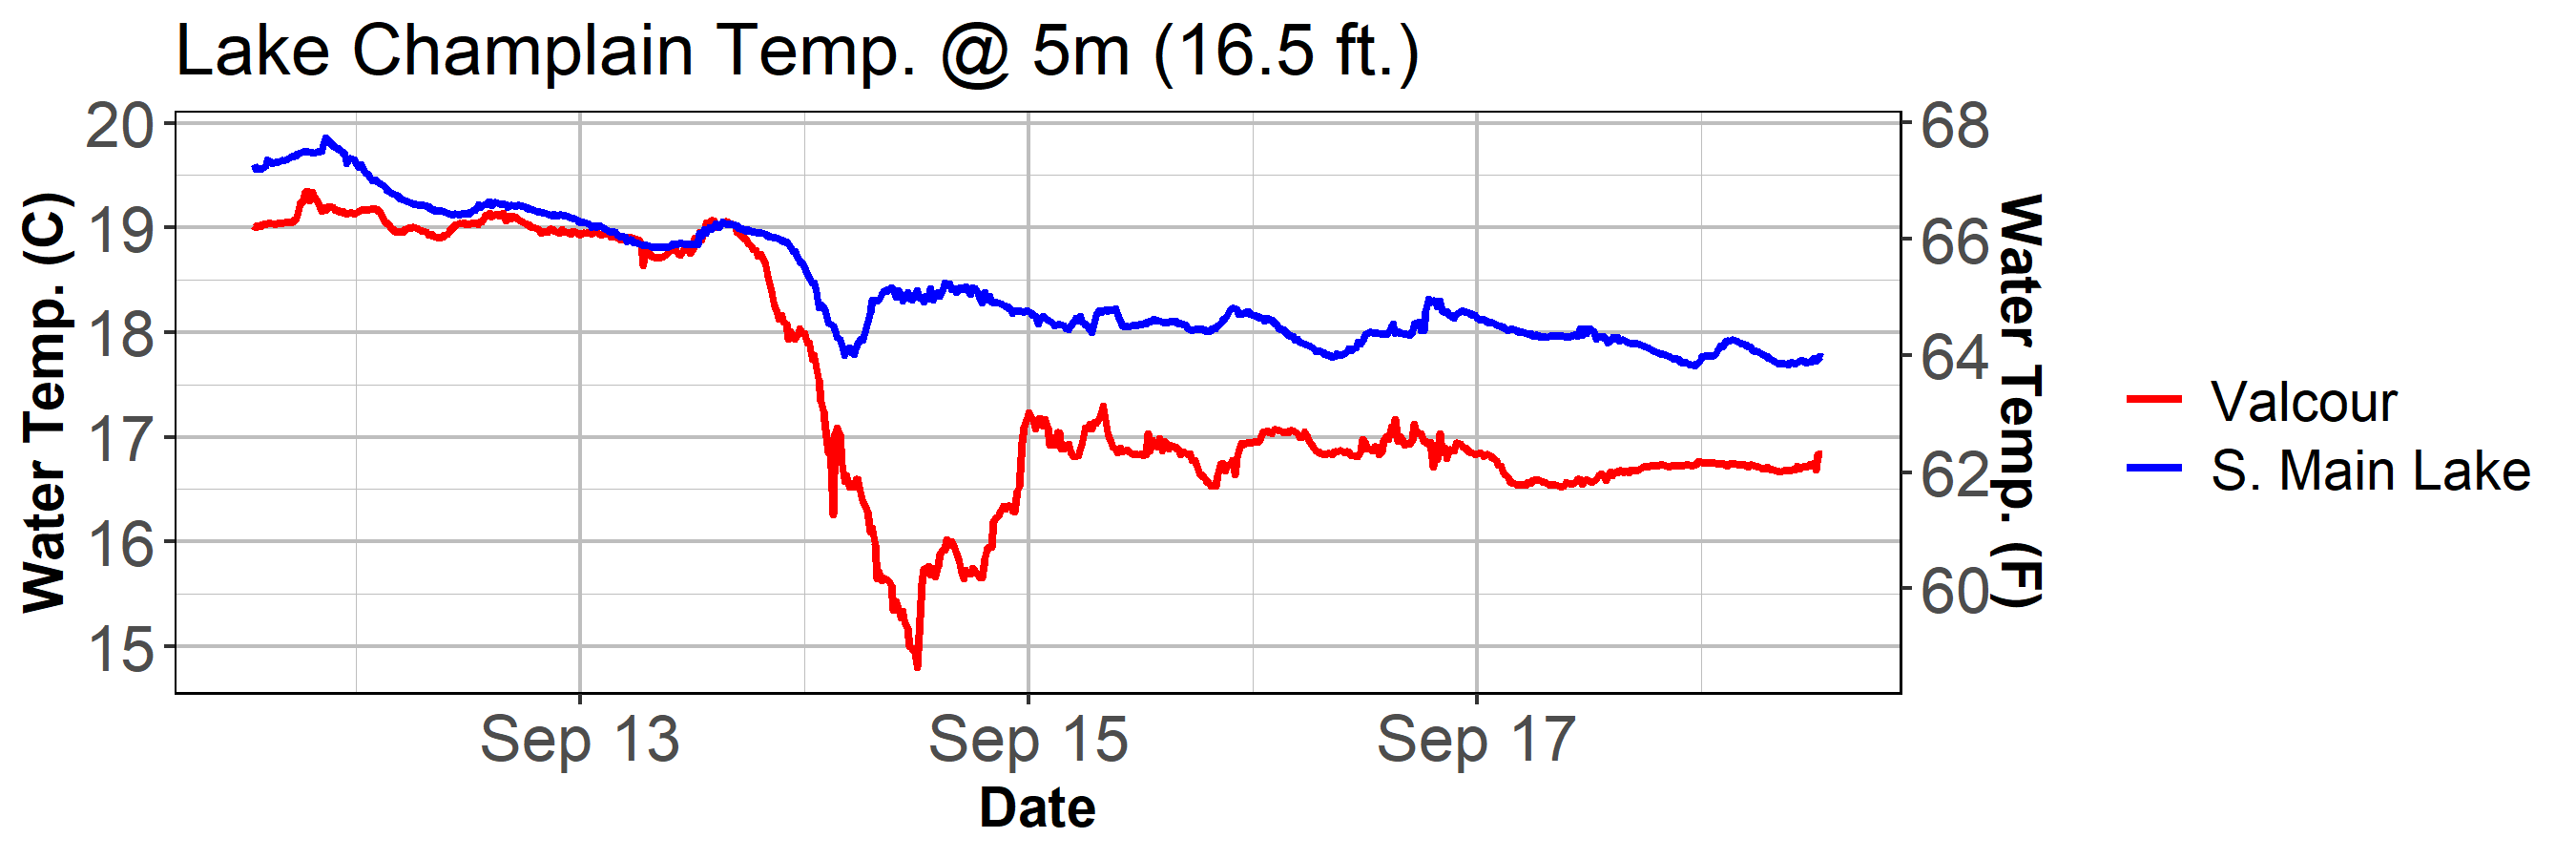 Lake Champlain Temp. @ 5m (16.5 ft.)
Water Temp. (C)
20
19
18
17
16
15
68
66
64
62
60
Water Temp. (F)
Sep 13
Sep 15
Sep 17
Date
Valcour
S. Main Lake